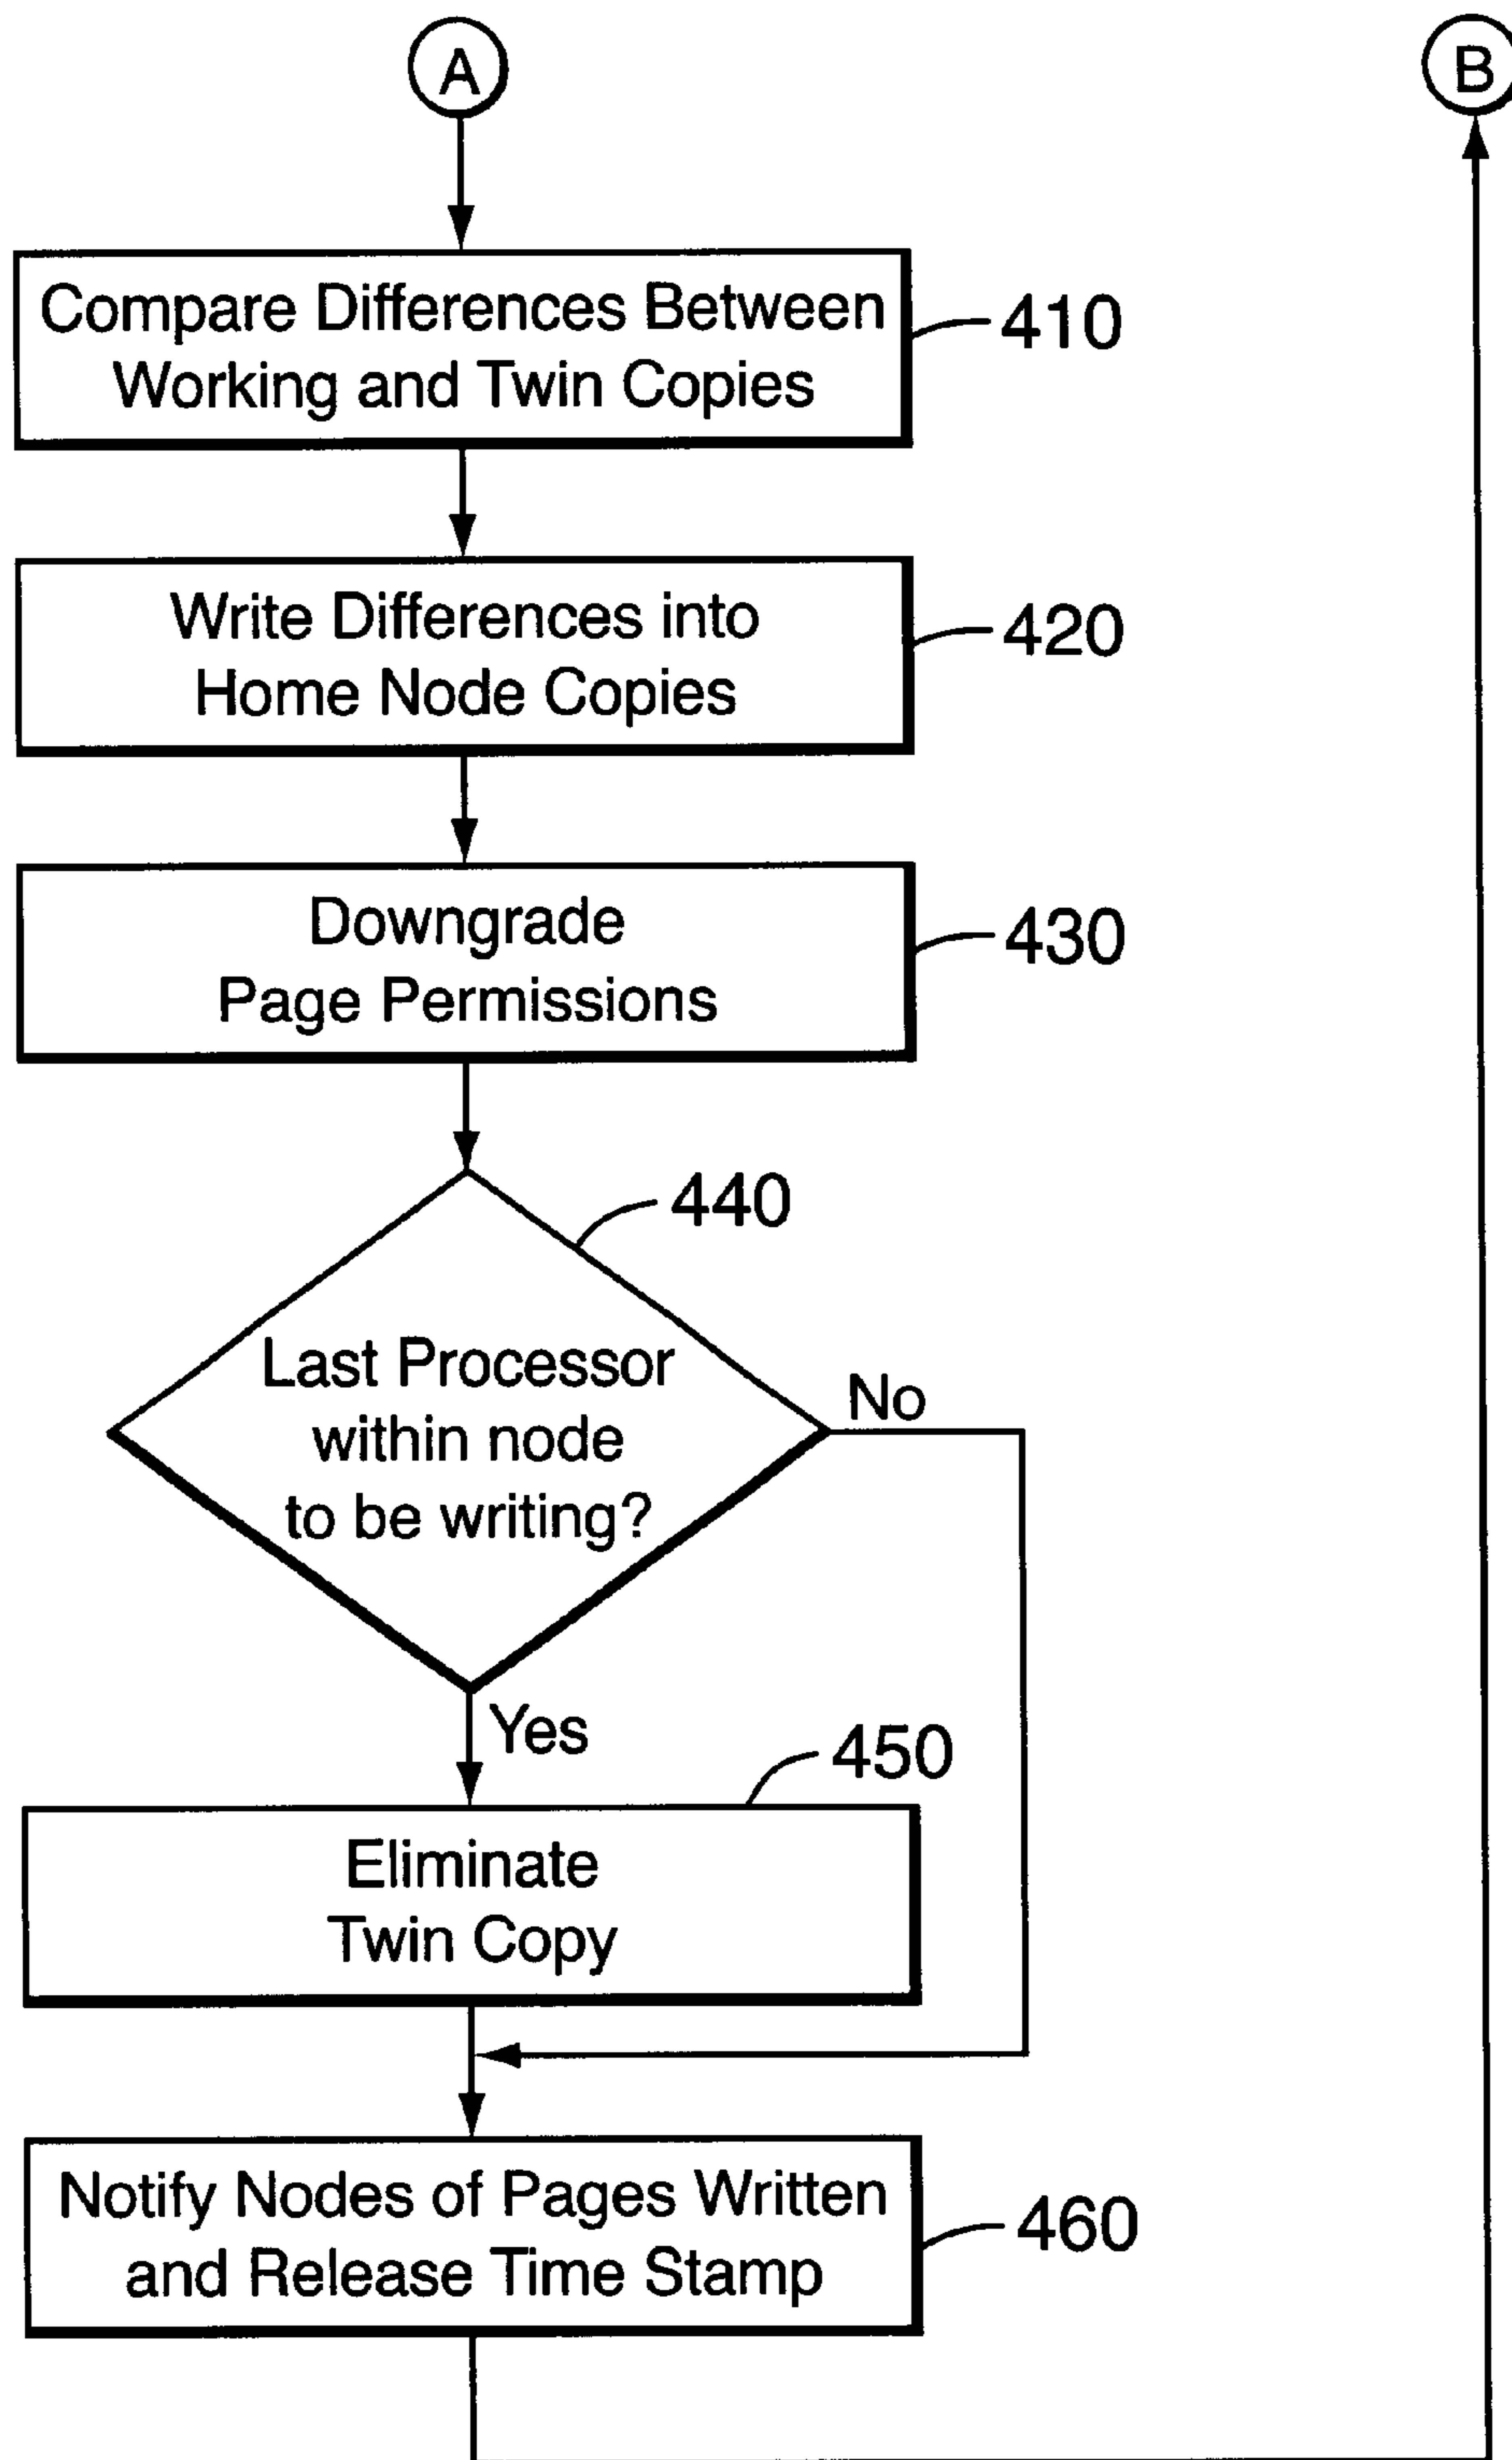 A
B
Compare Differences Between
Working and Twin Copies
410
Write Differences into
Home Node Copies
420
Downgrade
Page Permissions
430
440
Last Processor
within node
to be writing?
No
Yes
450
Eliminate
Twin Copy
Notify Nodes of Pages Written
and Release Time Stamp
460